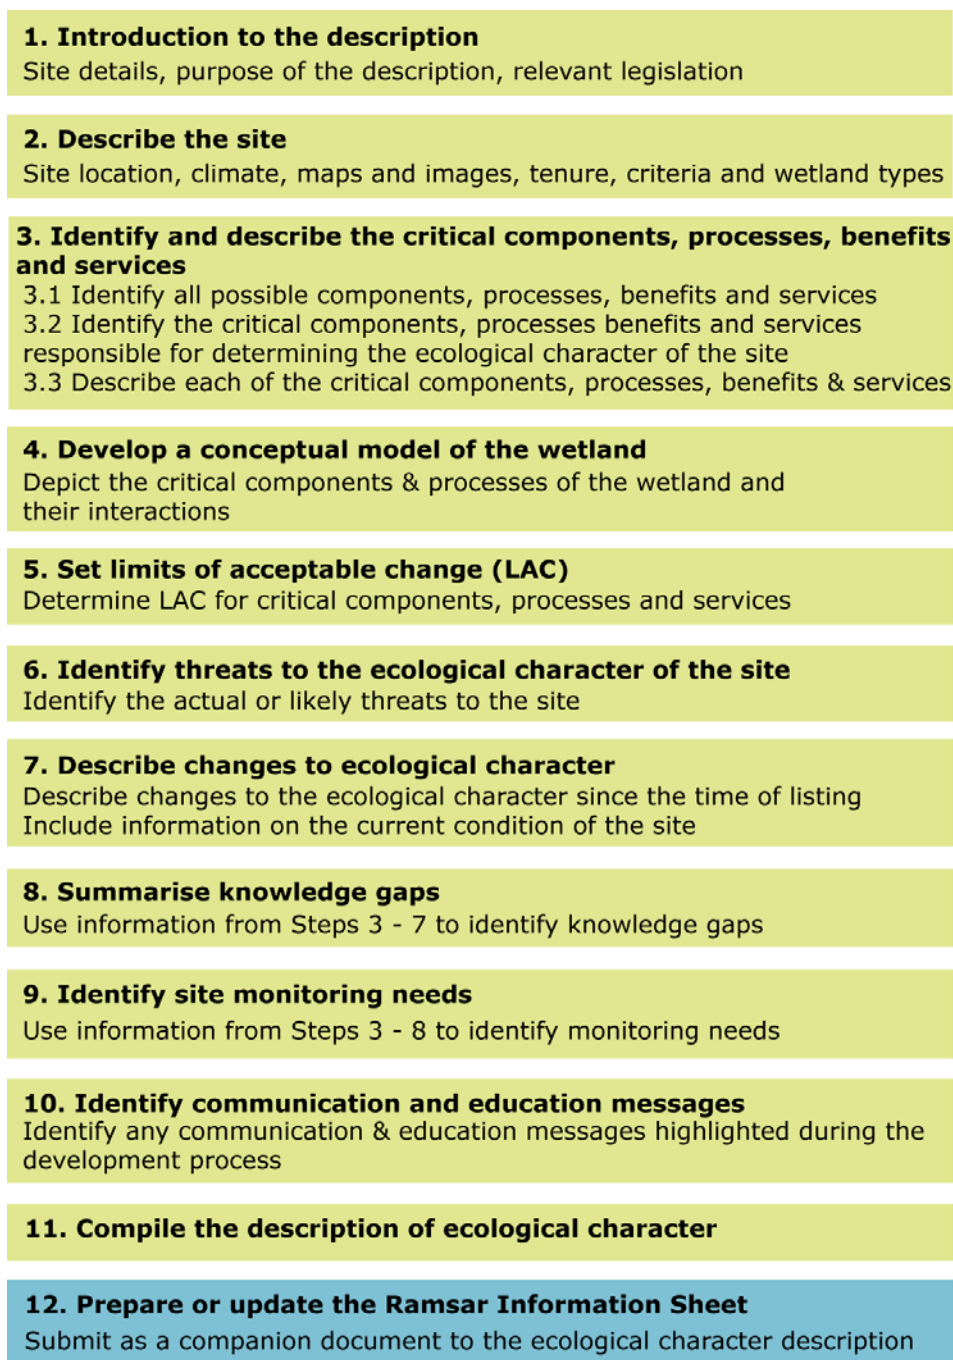 1. Introduction to the description
Site details, purpose of the description, relevant legislation
2. Describe the site
Site location, climate, maps and images, tenure, criteria and wetland types
3. Identify and describe the critical components, processes, benefits
and services
3.1 Identify all possible components, processes, benefits and services
3.2 Identify the critical components, processes benefits and services
responsible for determining the ecological character of the site
3.3 Describe each of the critical components, processes, benefits & services
4. Develop a conceptual model of the wetland
Depict the critical components & processes of the wetland and
their interactions
5. Set limits of acceptable change (LAC)
Determine LAC for critical components, processes and services
6. Identify threats to the ecological character of the site
Identify the actual or likely threats to the site
7. Describe changes to ecological character
Describe changes to the ecological character since the time of listing
Include information on the current condition of the site
8. Summarise knowledge gaps
Use information from Steps 3 - 7 to identify knowledge gaps
9. Identify site monitoring needs
Use information from Steps 3 - 8 to identify monitoring needs
10. Identify communication and education messages
Identify any communication & education messages highlighted during the
development process
11. Compile the description of ecological character
12. Prepare or update the Ramsar Information Sheet
Submit as a companion document to the ecological character description